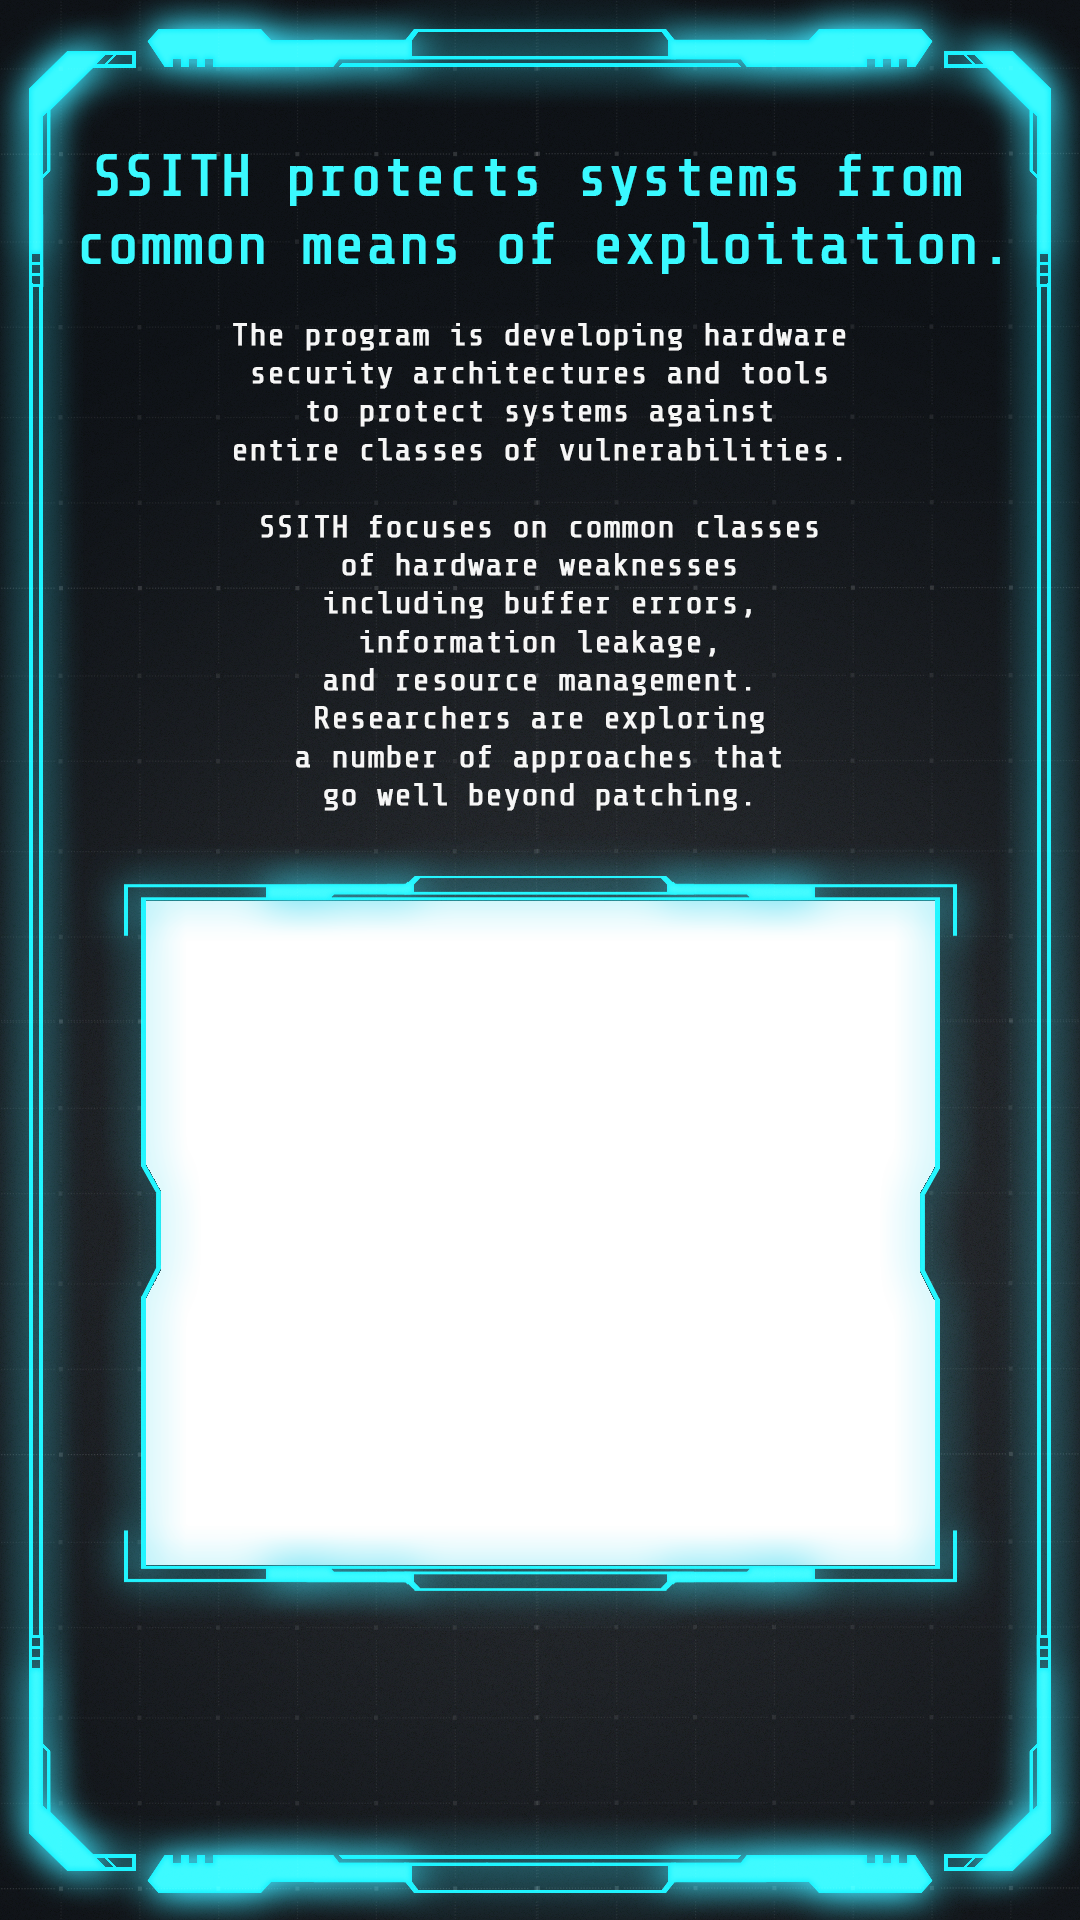 SSITH protects systems from
common means of exploitation.
The program is developing hardware
security architectures and tools
to protect systems against
entire classes of vulnerabilities.
SSITH focuses on common classes
of hardware weaknesses
including buffer errors,
information leakage,
and resource management.
Researchers are exploring
a number of approaches that
go well beyond patching.